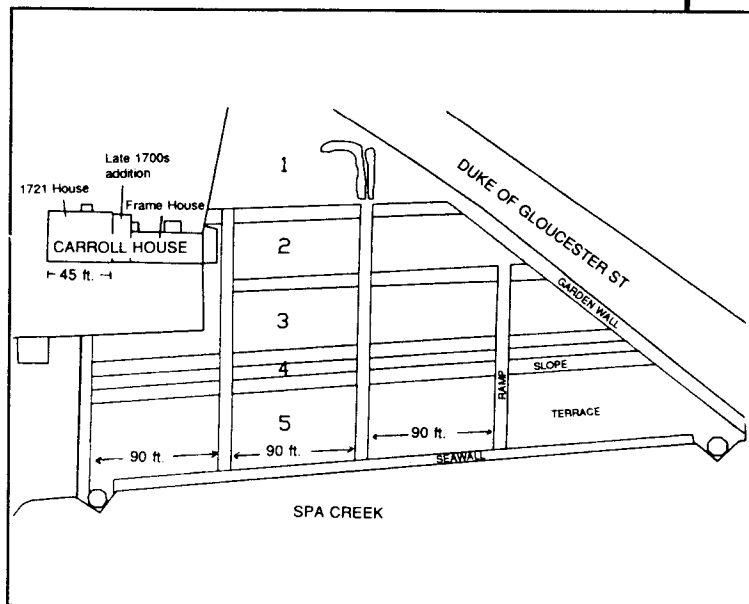 1
Late 1700s
addition
1721 House
Frame House
CARROLL HOUSE
45 ft.
DUKE OF GLOUCESTER ST
2
GARDEN WALL
3
4
SLOPE
RAMP
5
TERRACE
90 ft.
90 ft.
90 ft.
SEAWALL
SPA CREEK